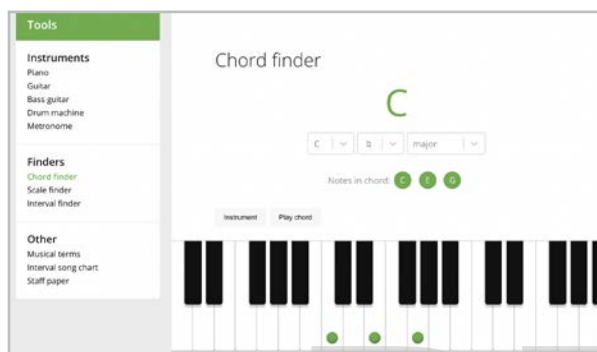 Tools
Instruments
Piano
Guitar
Bass guitar
Drum machine
Metronome
Finders
Chord finder
Scale finder
Interval finder
Other
Musical terms
Interval song chart
Staff paper
Chord finder
C
C ♮ major
Notes in chord: C E G
Instrument Play chord